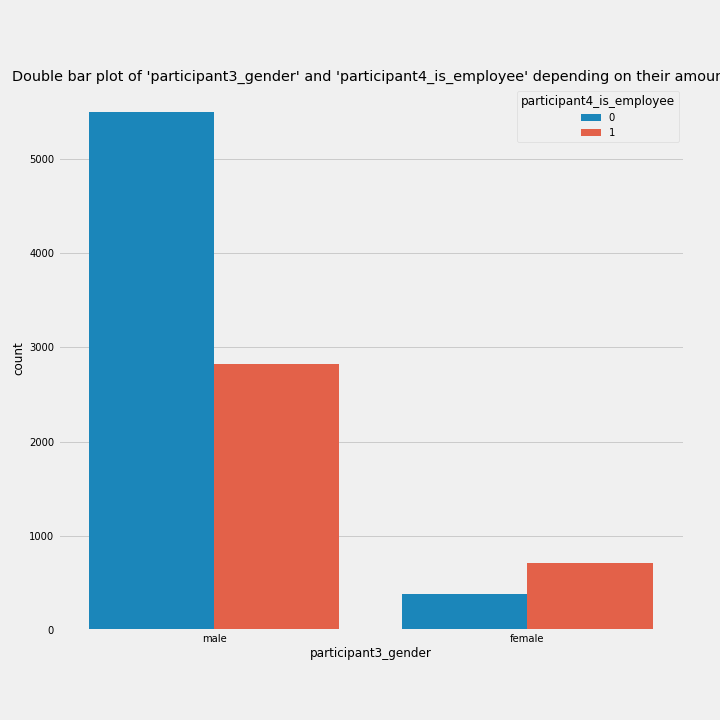 Double bar plot of 'participant3_gender' and 'participant4_is_employee' depending on their amour
participant4_is_employee
0
1
5000
4000
3000
2000
1000
0
count
male
female
participant3_gender